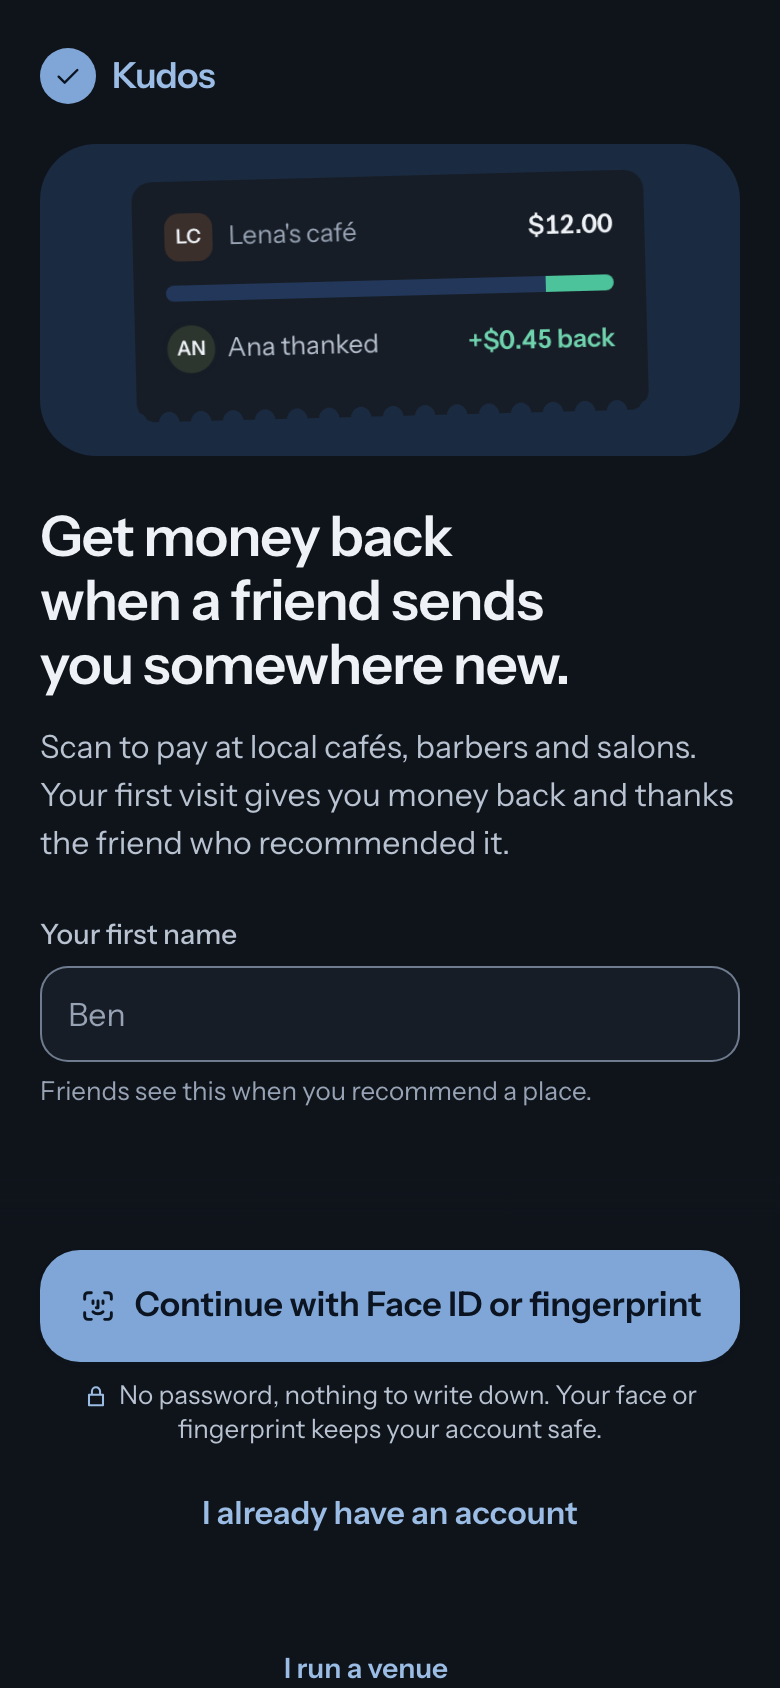 Kudos
LC Lena's café $12.00
AN Ana thanked +$0.45 back
Get money back
when a friend sends
you somewhere new.
Scan to pay at local cafés, barbers and salons.
Your first visit gives you money back and thanks
the friend who recommended it.
Your first name
Ben
Friends see this when you recommend a place.
Continue with Face ID or fingerprint
No password, nothing to write down. Your face or
fingerprint keeps your account safe.
I already have an account
I run a venue